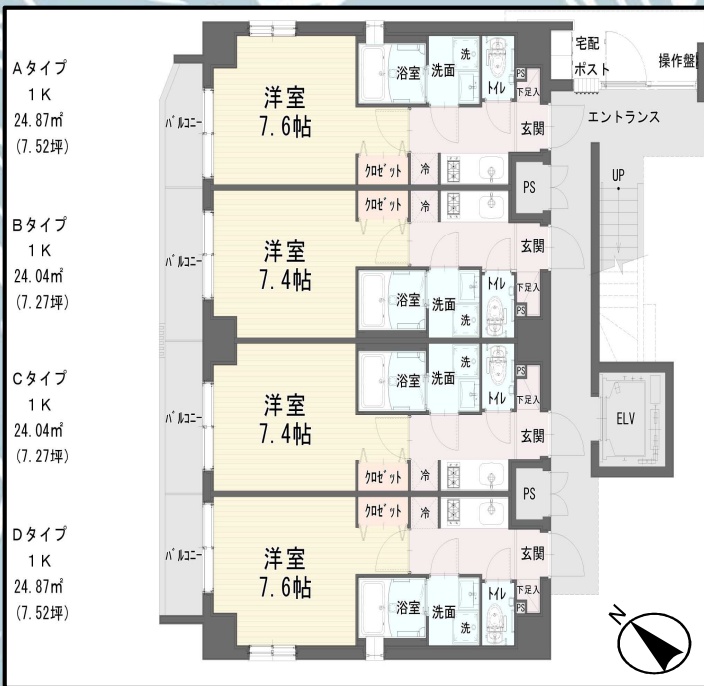 Aタイプ
1K
24.87㎡
(7.52坪)
Bタイプ
1K
24.04㎡
(7.27坪)
Cタイプ
1K
24.04㎡
(7.27坪)
Dタイプ
1K
24.87㎡
(7.52坪)
バルコニー
洋室
7.6帖
浴室
洗面
洗
トイレ
PS
下足入
玄関
クロゼット
冷
PS
宅配
ポスト
操作盤
エントランス
UP
バルコニー
洋室
7.4帖
クロゼット
冷
玄関
浴室
洗面
洗
トイレ
下足入
PS
バルコニー
洋室
7.4帖
浴室
洗面
洗
トイレ
PS
下足入
玄関
クロゼット
冷
PS
ELV
バルコニー
洋室
7.6帖
クロゼット
冷
玄関
浴室
洗面
洗
トイレ
下足入
PS
N